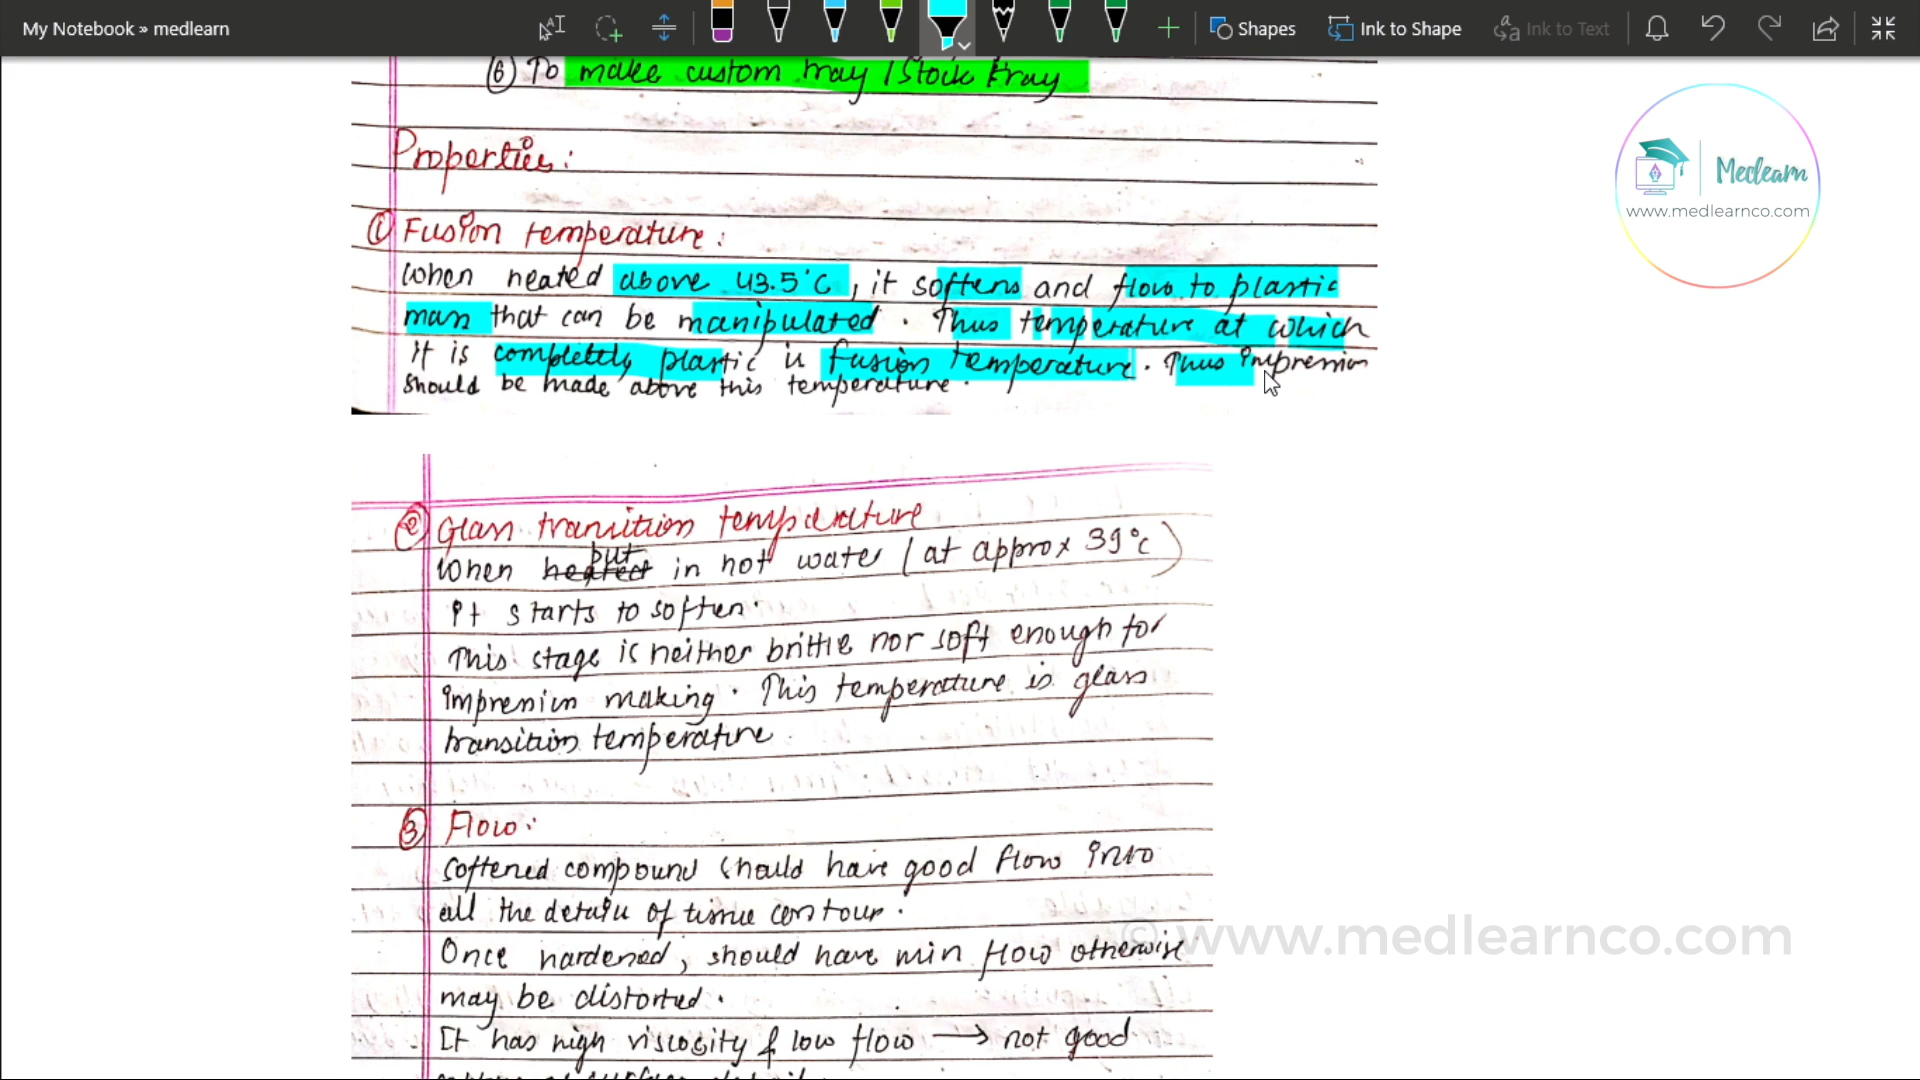 My Notebook » medlearn
Shapes
Ink to Shape
Ink to Text
(6) To make custom tray / Stock tray
Medlearn
www.medlearnco.com
Properties:
(1) Fusion temperature:
When heated above 43.5°C, it softens and flow to plastic
mass that can be manipulated. Thus temperature at which
it is completely plastic is fusion temperature. Thus impression
should be made above this temperature.
(2) Glass transition temperature
When heated put in hot water (at approx 39°C)
it starts to soften.
This stage is neither brittle nor soft enough for
impression making. This temperature is glass
transition temperature.
(3) Flow:
Softened compound should have good flow into
all the details of tissue contour.
© www.medlearnco.com
Once hardened, should have min flow otherwise
may be distorted.
It has high viscosity & low flow → not good